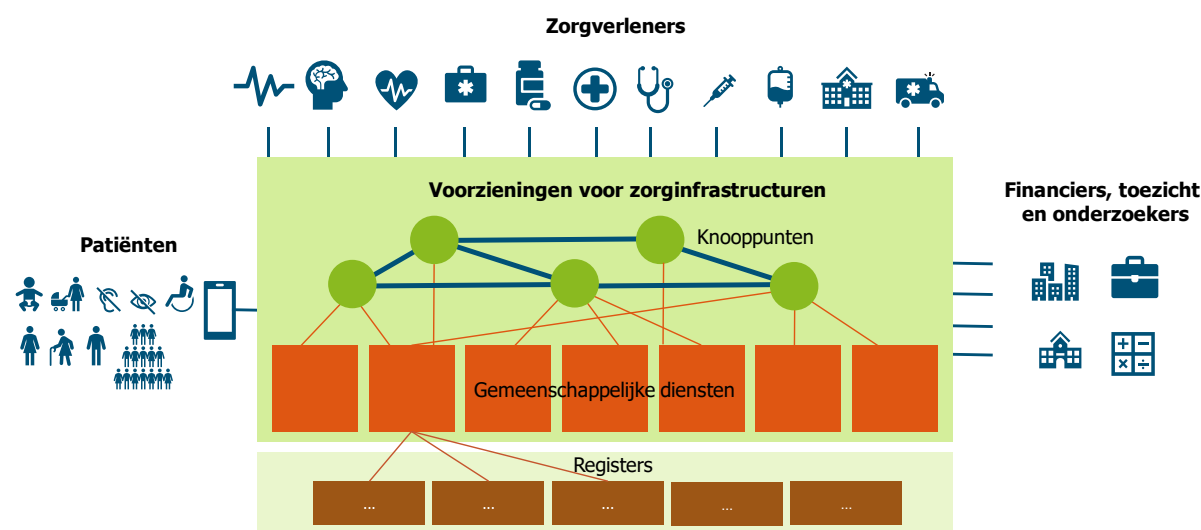 Zorgverleners
Voorzieningen voor zorginfrastructuren
Financiers, toezicht
en onderzoekers
Knooppunten
Patiënten
Gemeenschappelijke diensten
Registers
... ... ... ... ...